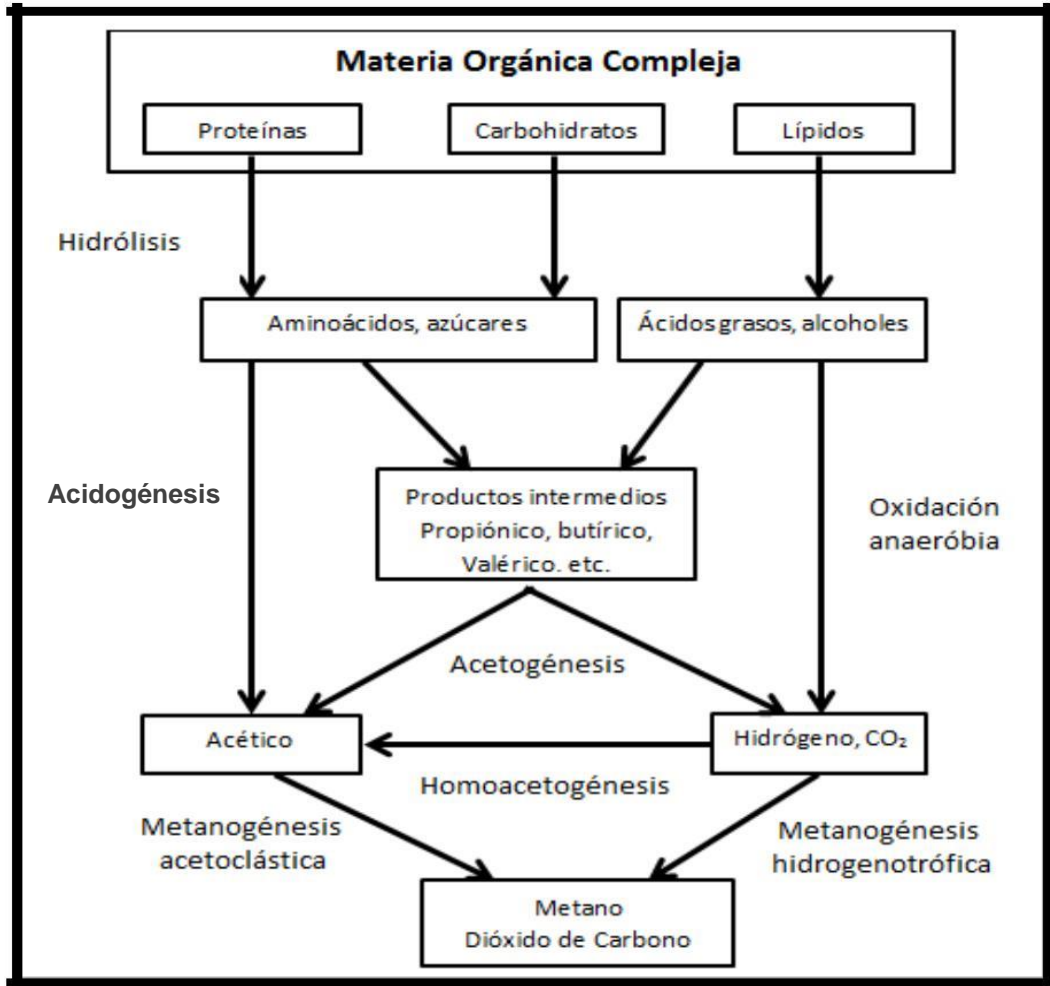 Materia Orgánica Compleja
Proteínas
Carbohidratos
Lípidos
Hidrólisis
Aminoácidos, azúcares
Ácidos grasos, alcoholes
Acidogénesis
Productos intermedios
Propiónico, butírico,
Valérico. etc.
Oxidación
anaeróbia
Acetogénesis
Acético
Hidrógeno, CO₂
Homoacetogénesis
Metanogénesis
acetoclástica
Metanogénesis
hidrogenotrófica
Metano
Dióxido de Carbono